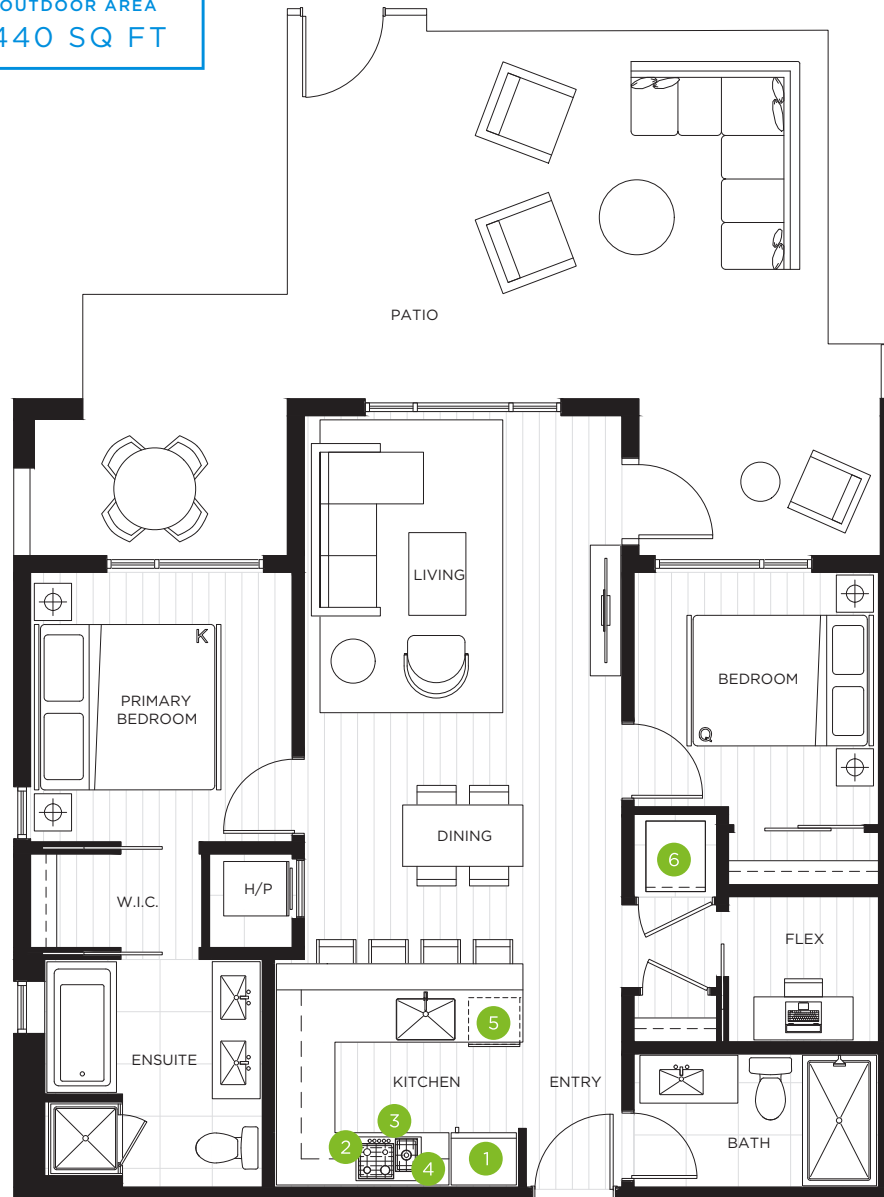 OUTDOOR AREA
440 SQ FT
PATIO
LIVING
K
PRIMARY
BEDROOM
BEDROOM
Q
DINING
6
H/P
W.I.C.
FLEX
5
ENSUITE
KITCHEN
ENTRY
3
2
4
1
BATH